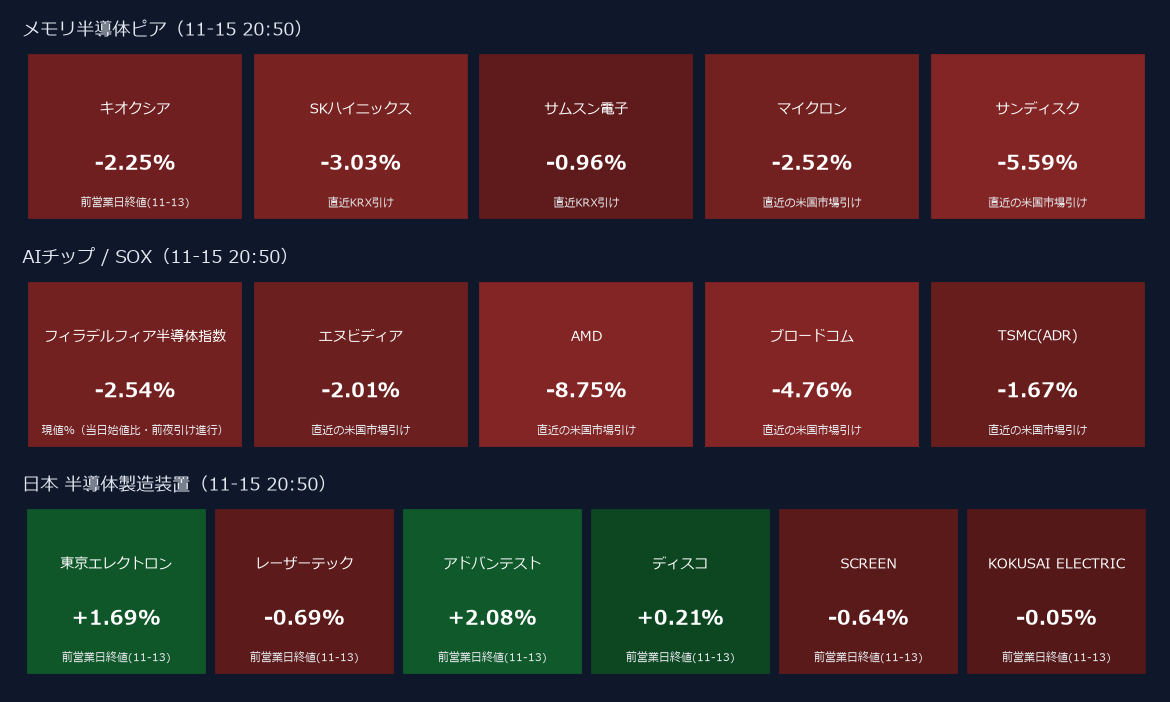 メモリ半導体ピア（11-15 20:50）
キオクシア
-2.25%
前営業日終値(11-13)
SKハイニックス
-3.03%
直近KRX引け
サムスン電子
-0.96%
直近KRX引け
マイクロン
-2.52%
直近の米国市場引け
サンディスク
-5.59%
直近の米国市場引け
AIチップ / SOX（11-15 20:50）
フィラデルフィア半導体指数
-2.54%
現値%（当日始値比・前夜引け進行）
エヌビディア
-2.01%
直近の米国市場引け
AMD
-8.75%
直近の米国市場引け
ブロードコム
-4.76%
直近の米国市場引け
TSMC(ADR)
-1.67%
直近の米国市場引け
日本 半導体製造装置（11-15 20:50）
東京エレクトロン
+1.69%
前営業日終値(11-13)
レーザーテック
-0.69%
前営業日終値(11-13)
アドバンテスト
+2.08%
前営業日終値(11-13)
ディスコ
+0.21%
前営業日終値(11-13)
SCREEN
-0.64%
前営業日終値(11-13)
KOKUSAI ELECTRIC
-0.05%
前営業日終値(11-13)